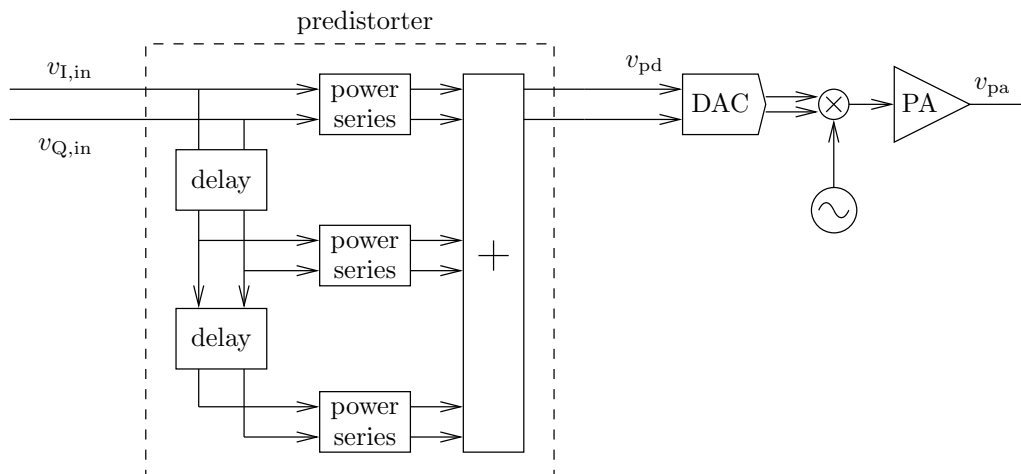 predistorter
v_I,in
v_Q,in
power
series
v_pd
DAC
×
PA
v_pa
delay
power
series
+
delay
power
series